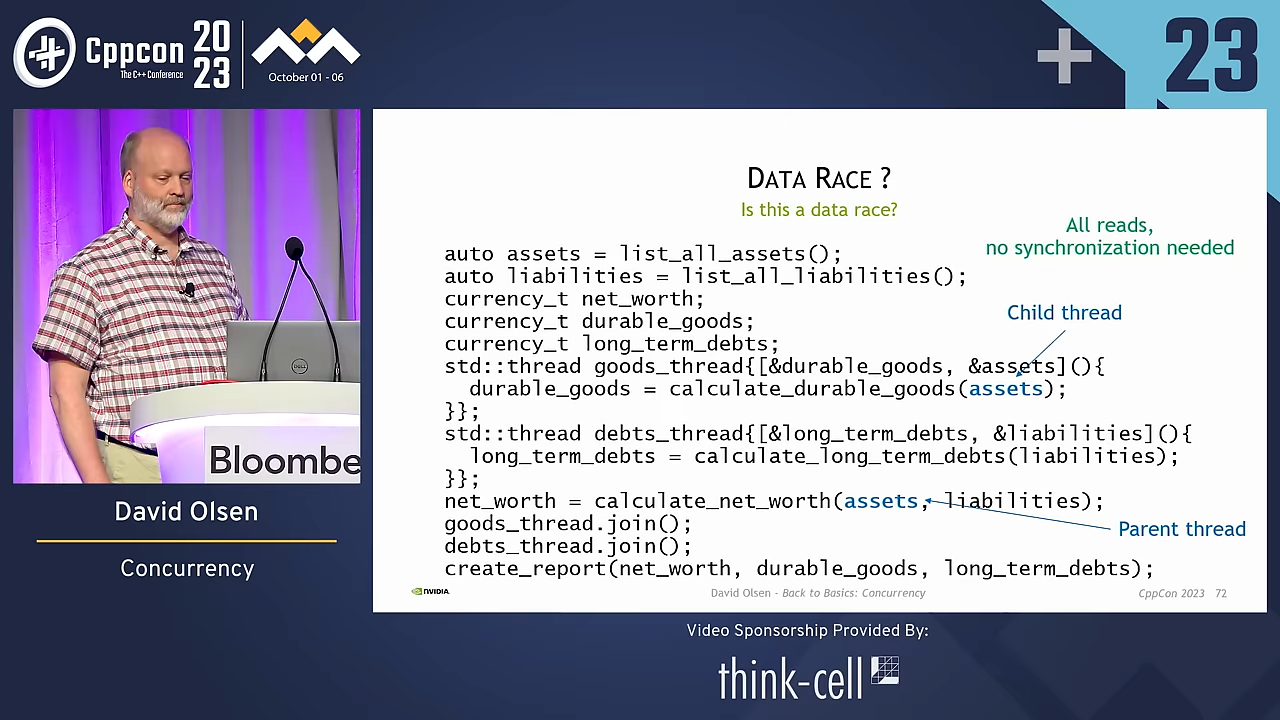 Cppcon
The C++ Conference
20
23
October 01 - 06
23
DATA RACE ?
Is this a data race?
All reads,
no synchronization needed
auto assets = list_all_assets();
auto liabilities = list_all_liabilities();
currency_t net_worth;
currency_t durable_goods;
currency_t long_term_debts;
Child thread
std::thread goods_thread{[&durable_goods, &assets](){
durable_goods = calculate_durable_goods(assets);
}};
std::thread debts_thread{[&long_term_debts, &liabilities](){
long_term_debts = calculate_long_term_debts(liabilities);
}};
net_worth = calculate_net_worth(assets, liabilities);
Parent thread
goods_thread.join();
debts_thread.join();
create_report(net_worth, durable_goods, long_term_debts);
NVIDIA
David Olsen - Back to Basics: Concurrency
CppCon 2023 72
DELL
Bloombe
David Olsen
Concurrency
Video Sponsorship Provided By:
think-cell